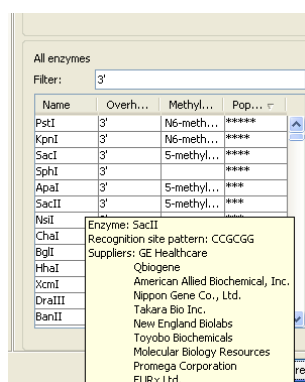 All enzymes
Filter: 3'
Name Overh... Methyl... Pop...
PstI 3' N6-meth... *****
KpnI 3' N6-meth... ****
SacI 3' 5-methyl... ****
SphI 3' ****
ApaI 3' 5-methyl... ***
SacII 3' 5-methyl... ***
NsiI
ChaI
BglI
HhaI
XcmI
DraIII
BanII
Enzyme: SacII
Recognition site pattern: CCGCGG
Suppliers: GE Healthcare
Qbiogene
American Allied Biochemical, Inc.
Nippon Gene Co., Ltd.
Takara Bio Inc.
New England Biolabs
Toyobo Biochemicals
Molecular Biology Resources
Promega Corporation
EURx Ltd.
re